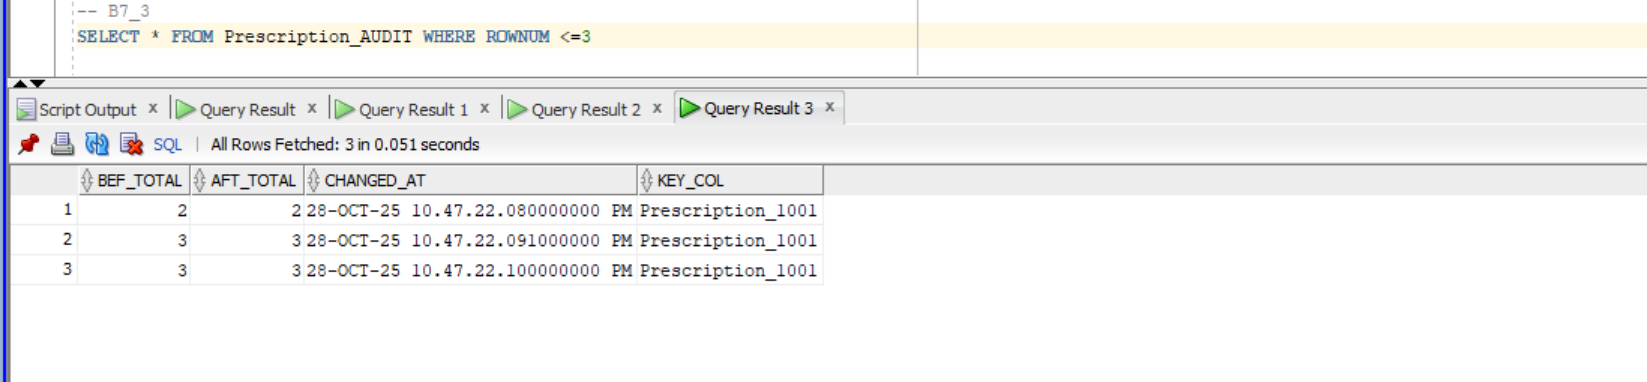 -- B7_3
SELECT * FROM Prescription_AUDIT WHERE ROWNUM <=3
Script Output x Query Result x Query Result 1 x Query Result 2 x Query Result 3 x
SQL | All Rows Fetched: 3 in 0.051 seconds
BEF_TOTAL AFT_TOTAL CHANGED_AT KEY_COL
1 2 2 28-OCT-25 10.47.22.080000000 PM Prescription_1001
2 3 3 28-OCT-25 10.47.22.091000000 PM Prescription_1001
3 3 3 28-OCT-25 10.47.22.100000000 PM Prescription_1001